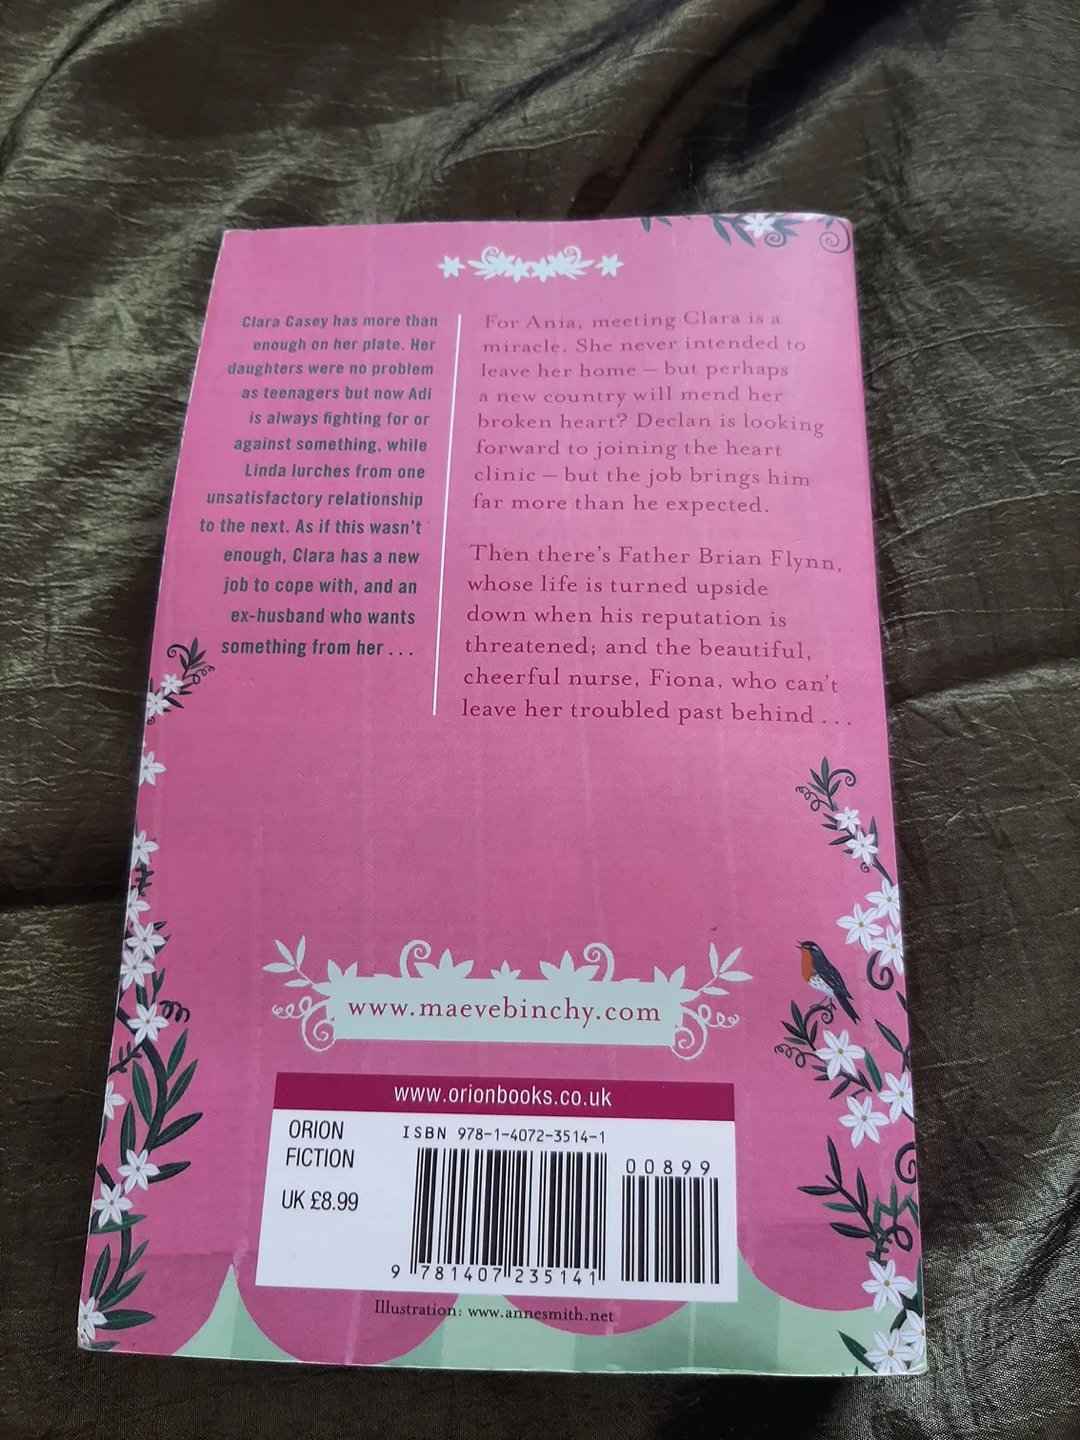 Clara Casey has more than
enough on her plate. Her
daughters were no problem
as teenagers but now Adi
is always fighting for or
against something, while
Linda lurches from one
unsatisfactory relationship
to the next. As if this wasn't
enough, Clara has a new
job to cope with, and an
ex-husband who wants
something from her . . .
For Ania, meeting Clara is a
miracle. She never intended to
leave her home – but perhaps
a new country will mend her
broken heart? Declan is looking
forward to joining the heart
clinic – but the job brings him
far more than he expected.
Then there's Father Brian Flynn,
whose life is turned upside
down when his reputation is
threatened; and the beautiful,
cheerful nurse, Fiona, who can't
leave her troubled past behind . . .
www.maevebinchy.com
www.orionbooks.co.uk
ORION
FICTION
UK £8.99
ISBN 978-1-4072-3514-1
00899
9 781407 235141
Illustration: www.annesmith.net